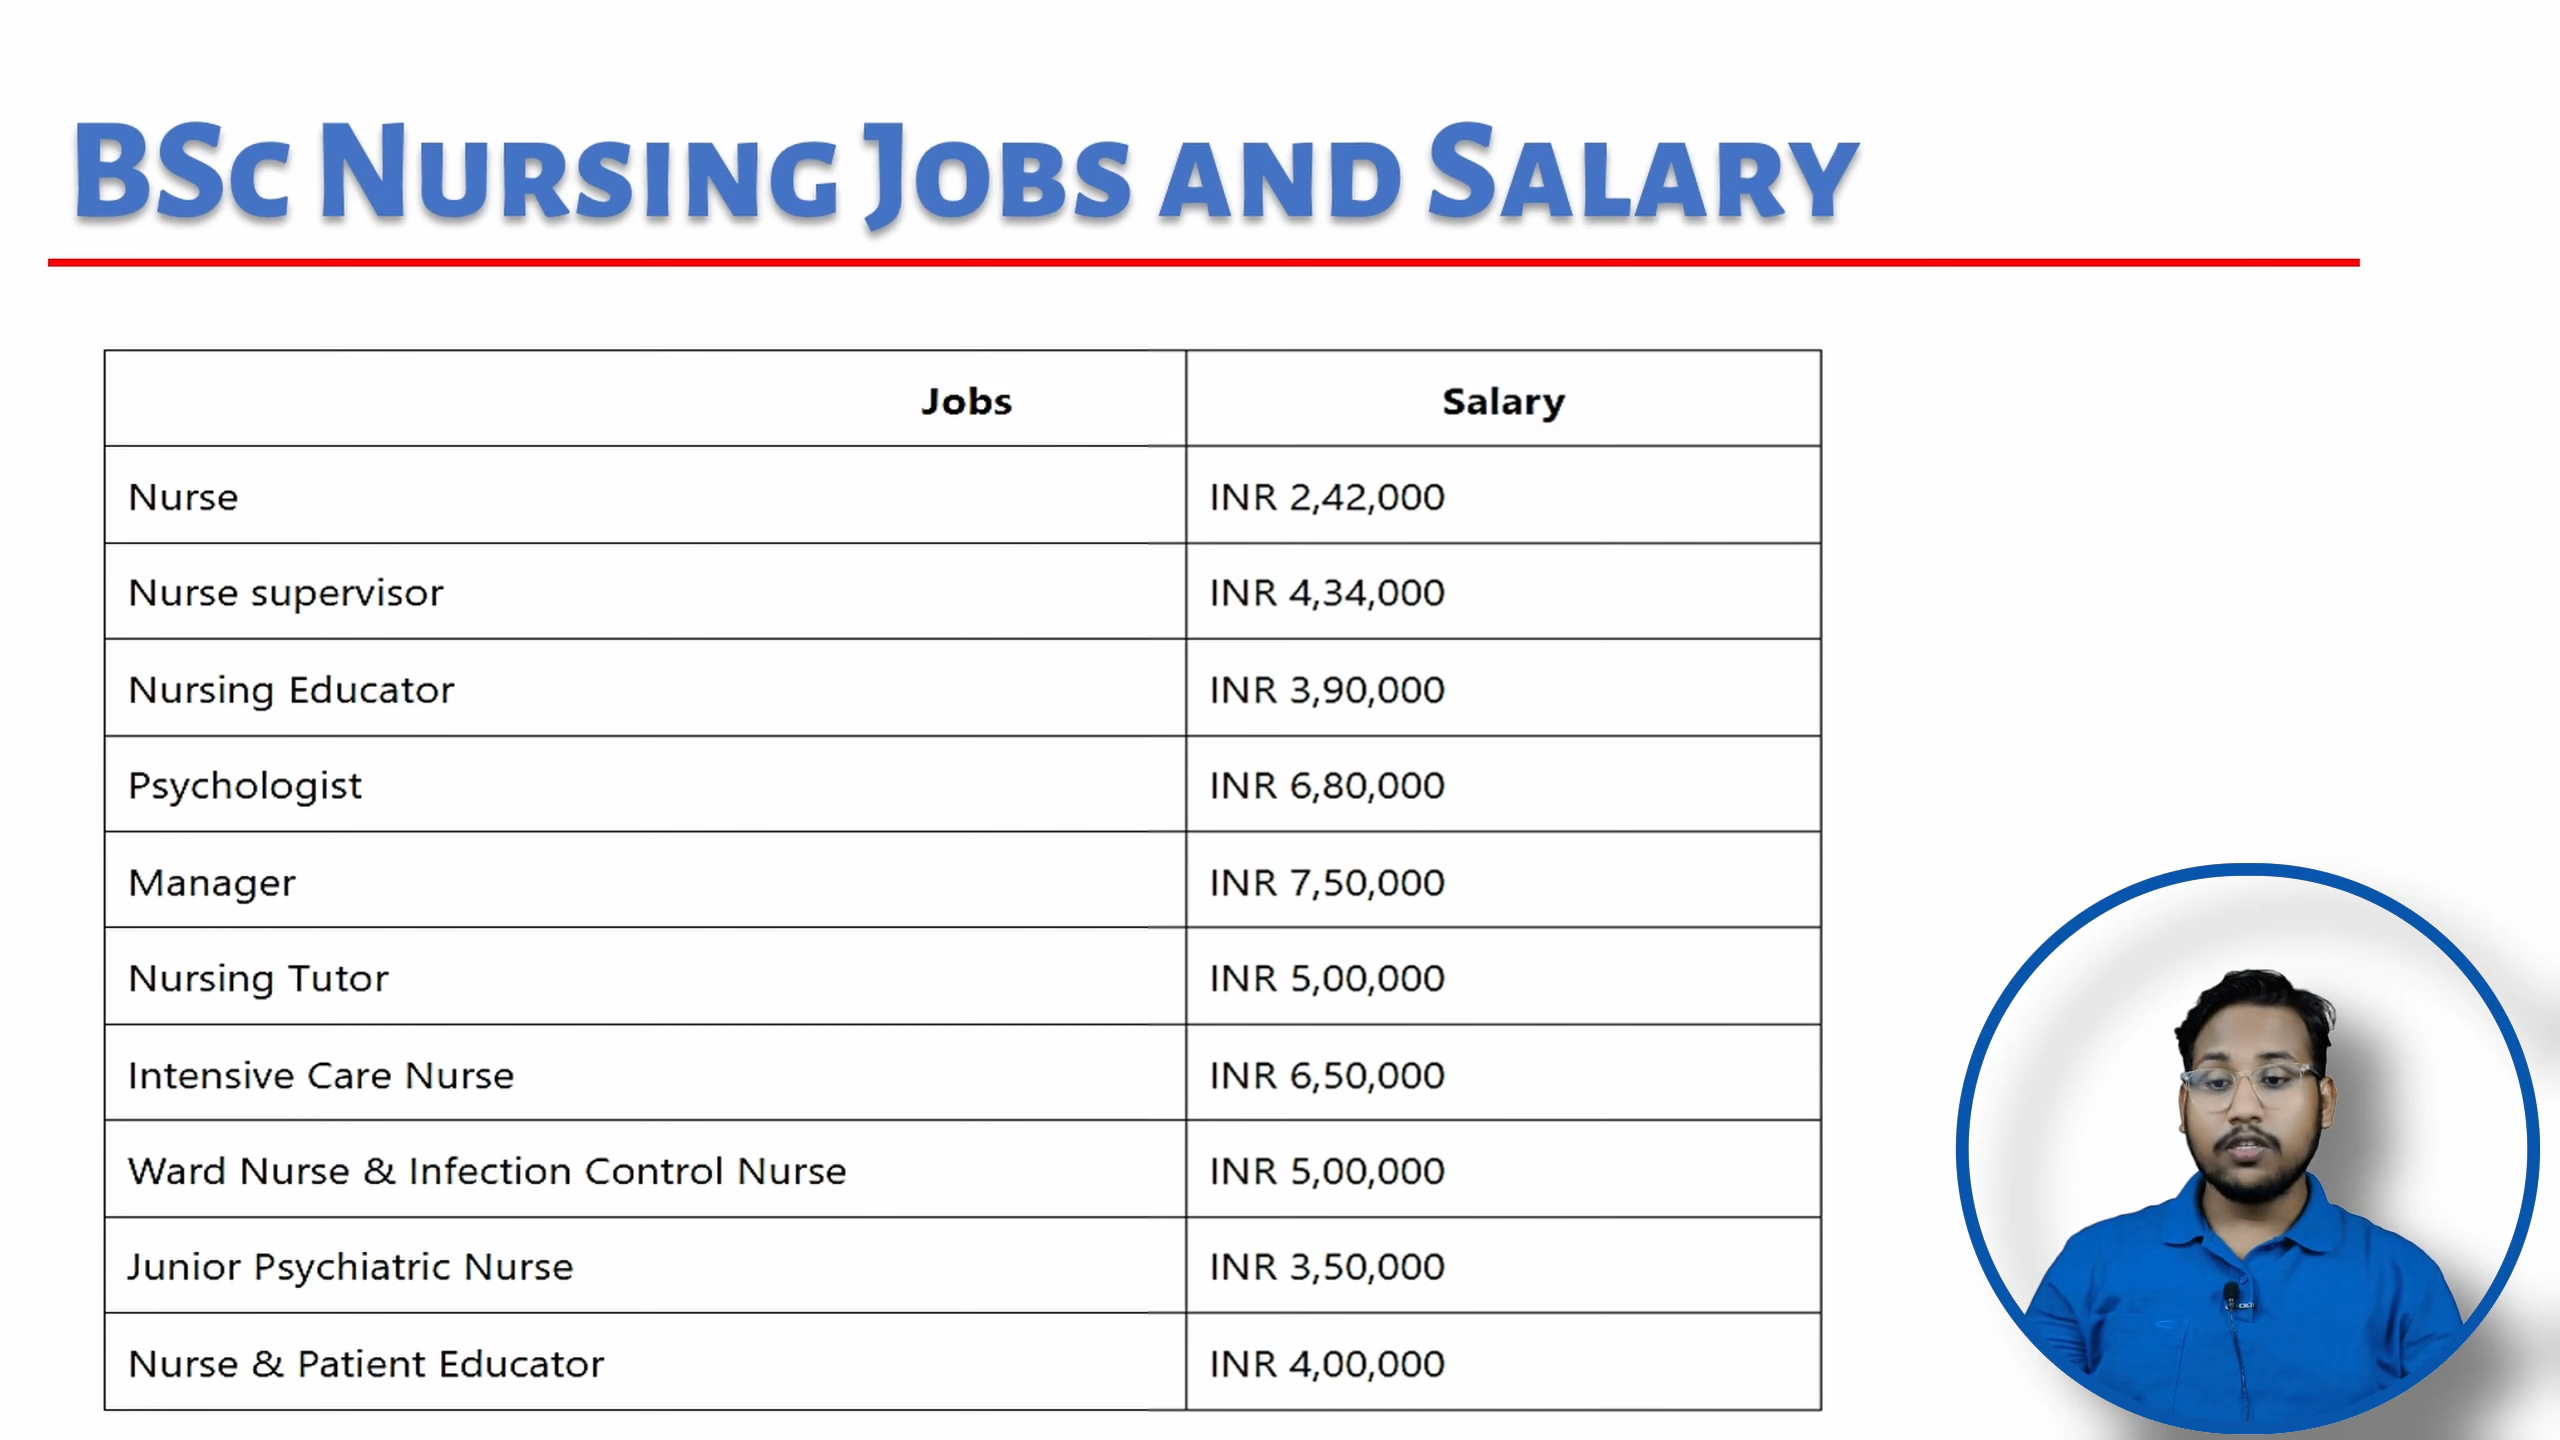 BSc Nursing Jobs and Salary
Jobs Salary
Nurse INR 2,42,000
Nurse supervisor INR 4,34,000
Nursing Educator INR 3,90,000
Psychologist INR 6,80,000
Manager INR 7,50,000
Nursing Tutor INR 5,00,000
Intensive Care Nurse INR 6,50,000
Ward Nurse & Infection Control Nurse INR 5,00,000
Junior Psychiatric Nurse INR 3,50,000
Nurse & Patient Educator INR 4,00,000